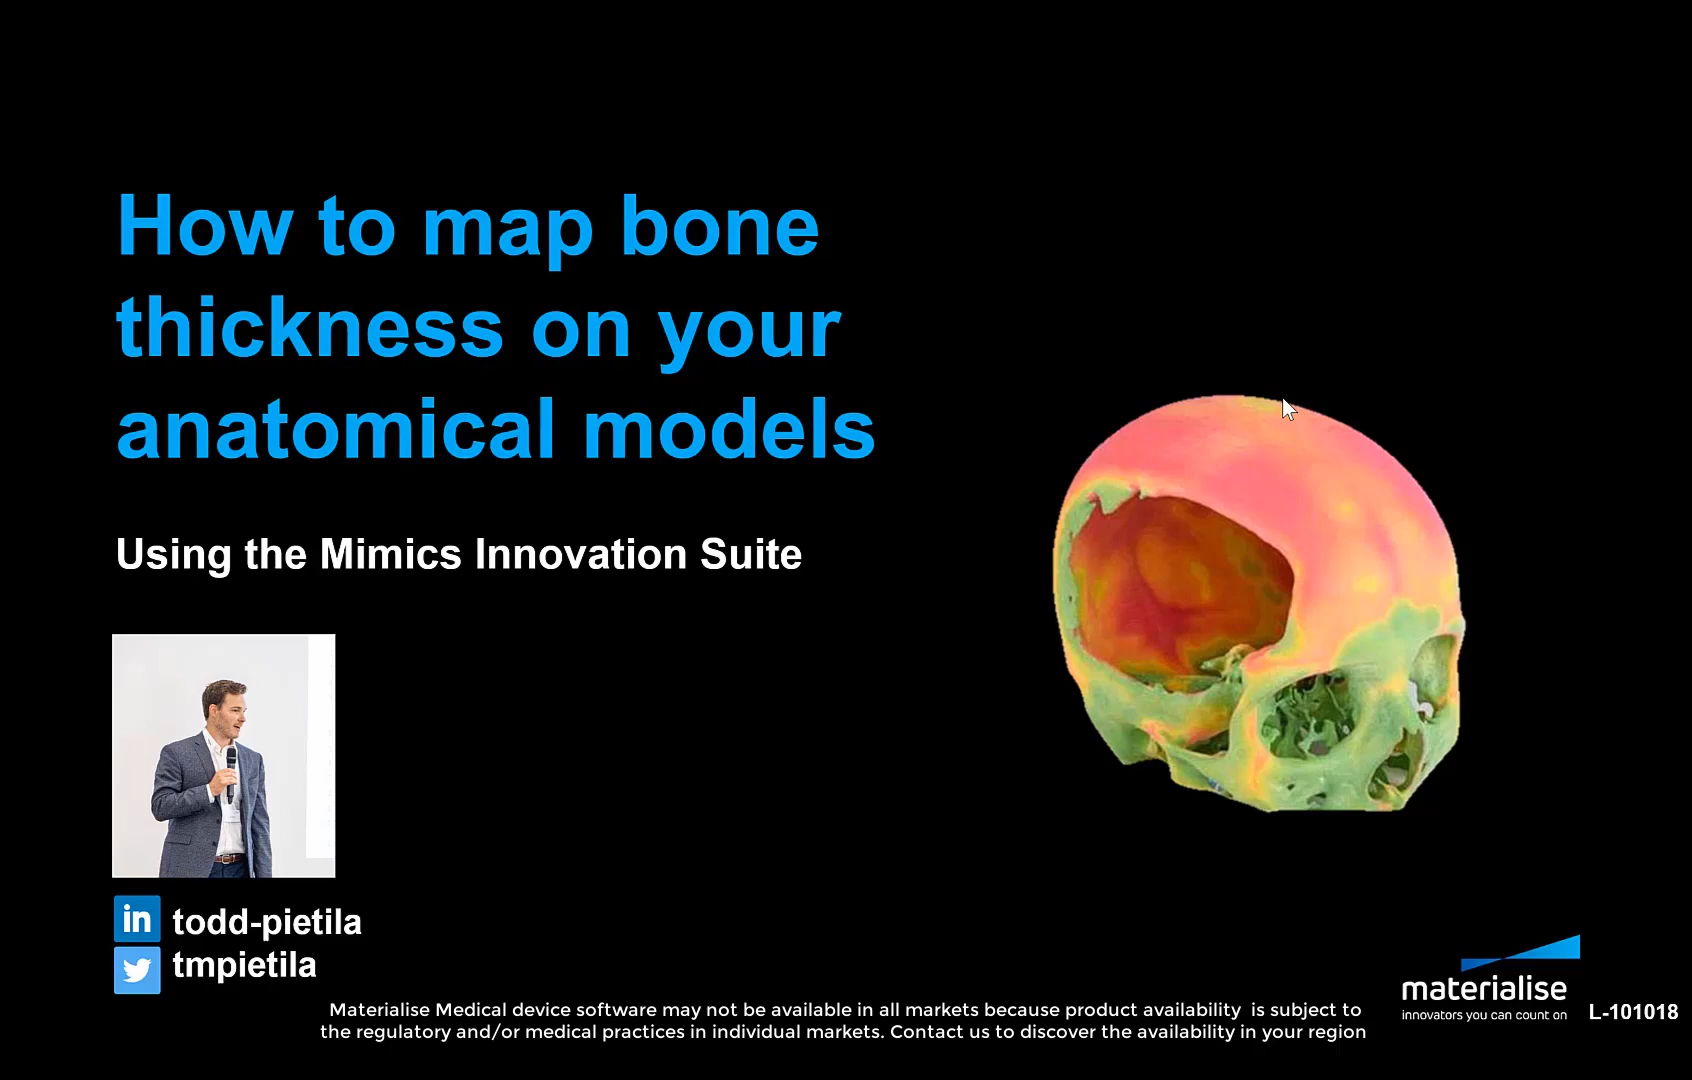 How to map bone
thickness on your
anatomical models
Using the Mimics Innovation Suite
in todd-pietila
tmpietila
Materialise Medical device software may not be available in all markets because product availability is subject to
the regulatory and/or medical practices in individual markets. Contact us to discover the availability in your region
materialise
innovators you can count on
L-101018